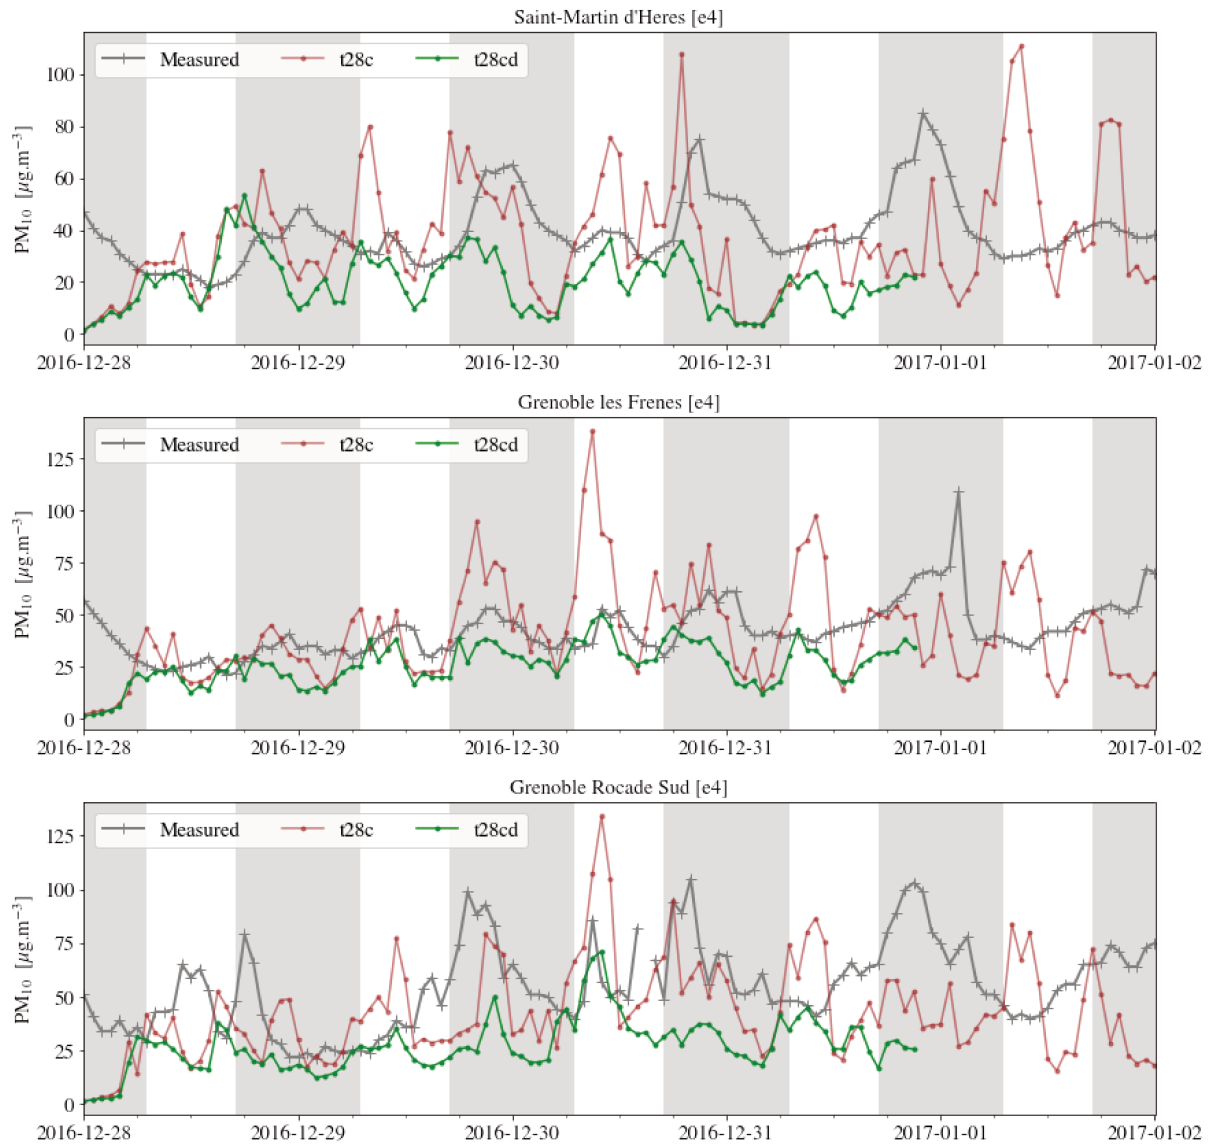 Saint-Martin d'Heres [e4]
Measured t28c t28cd
PM₁₀ [µg.m⁻³]
100
80
60
40
20
0
2016-12-28 2016-12-29 2016-12-30 2016-12-31 2017-01-01 2017-01-02
Grenoble les Frenes [e4]
Measured t28c t28cd
PM₁₀ [µg.m⁻³]
125
100
75
50
25
0
2016-12-28 2016-12-29 2016-12-30 2016-12-31 2017-01-01 2017-01-02
Grenoble Rocade Sud [e4]
Measured t28c t28cd
PM₁₀ [µg.m⁻³]
125
100
75
50
25
0
2016-12-28 2016-12-29 2016-12-30 2016-12-31 2017-01-01 2017-01-02